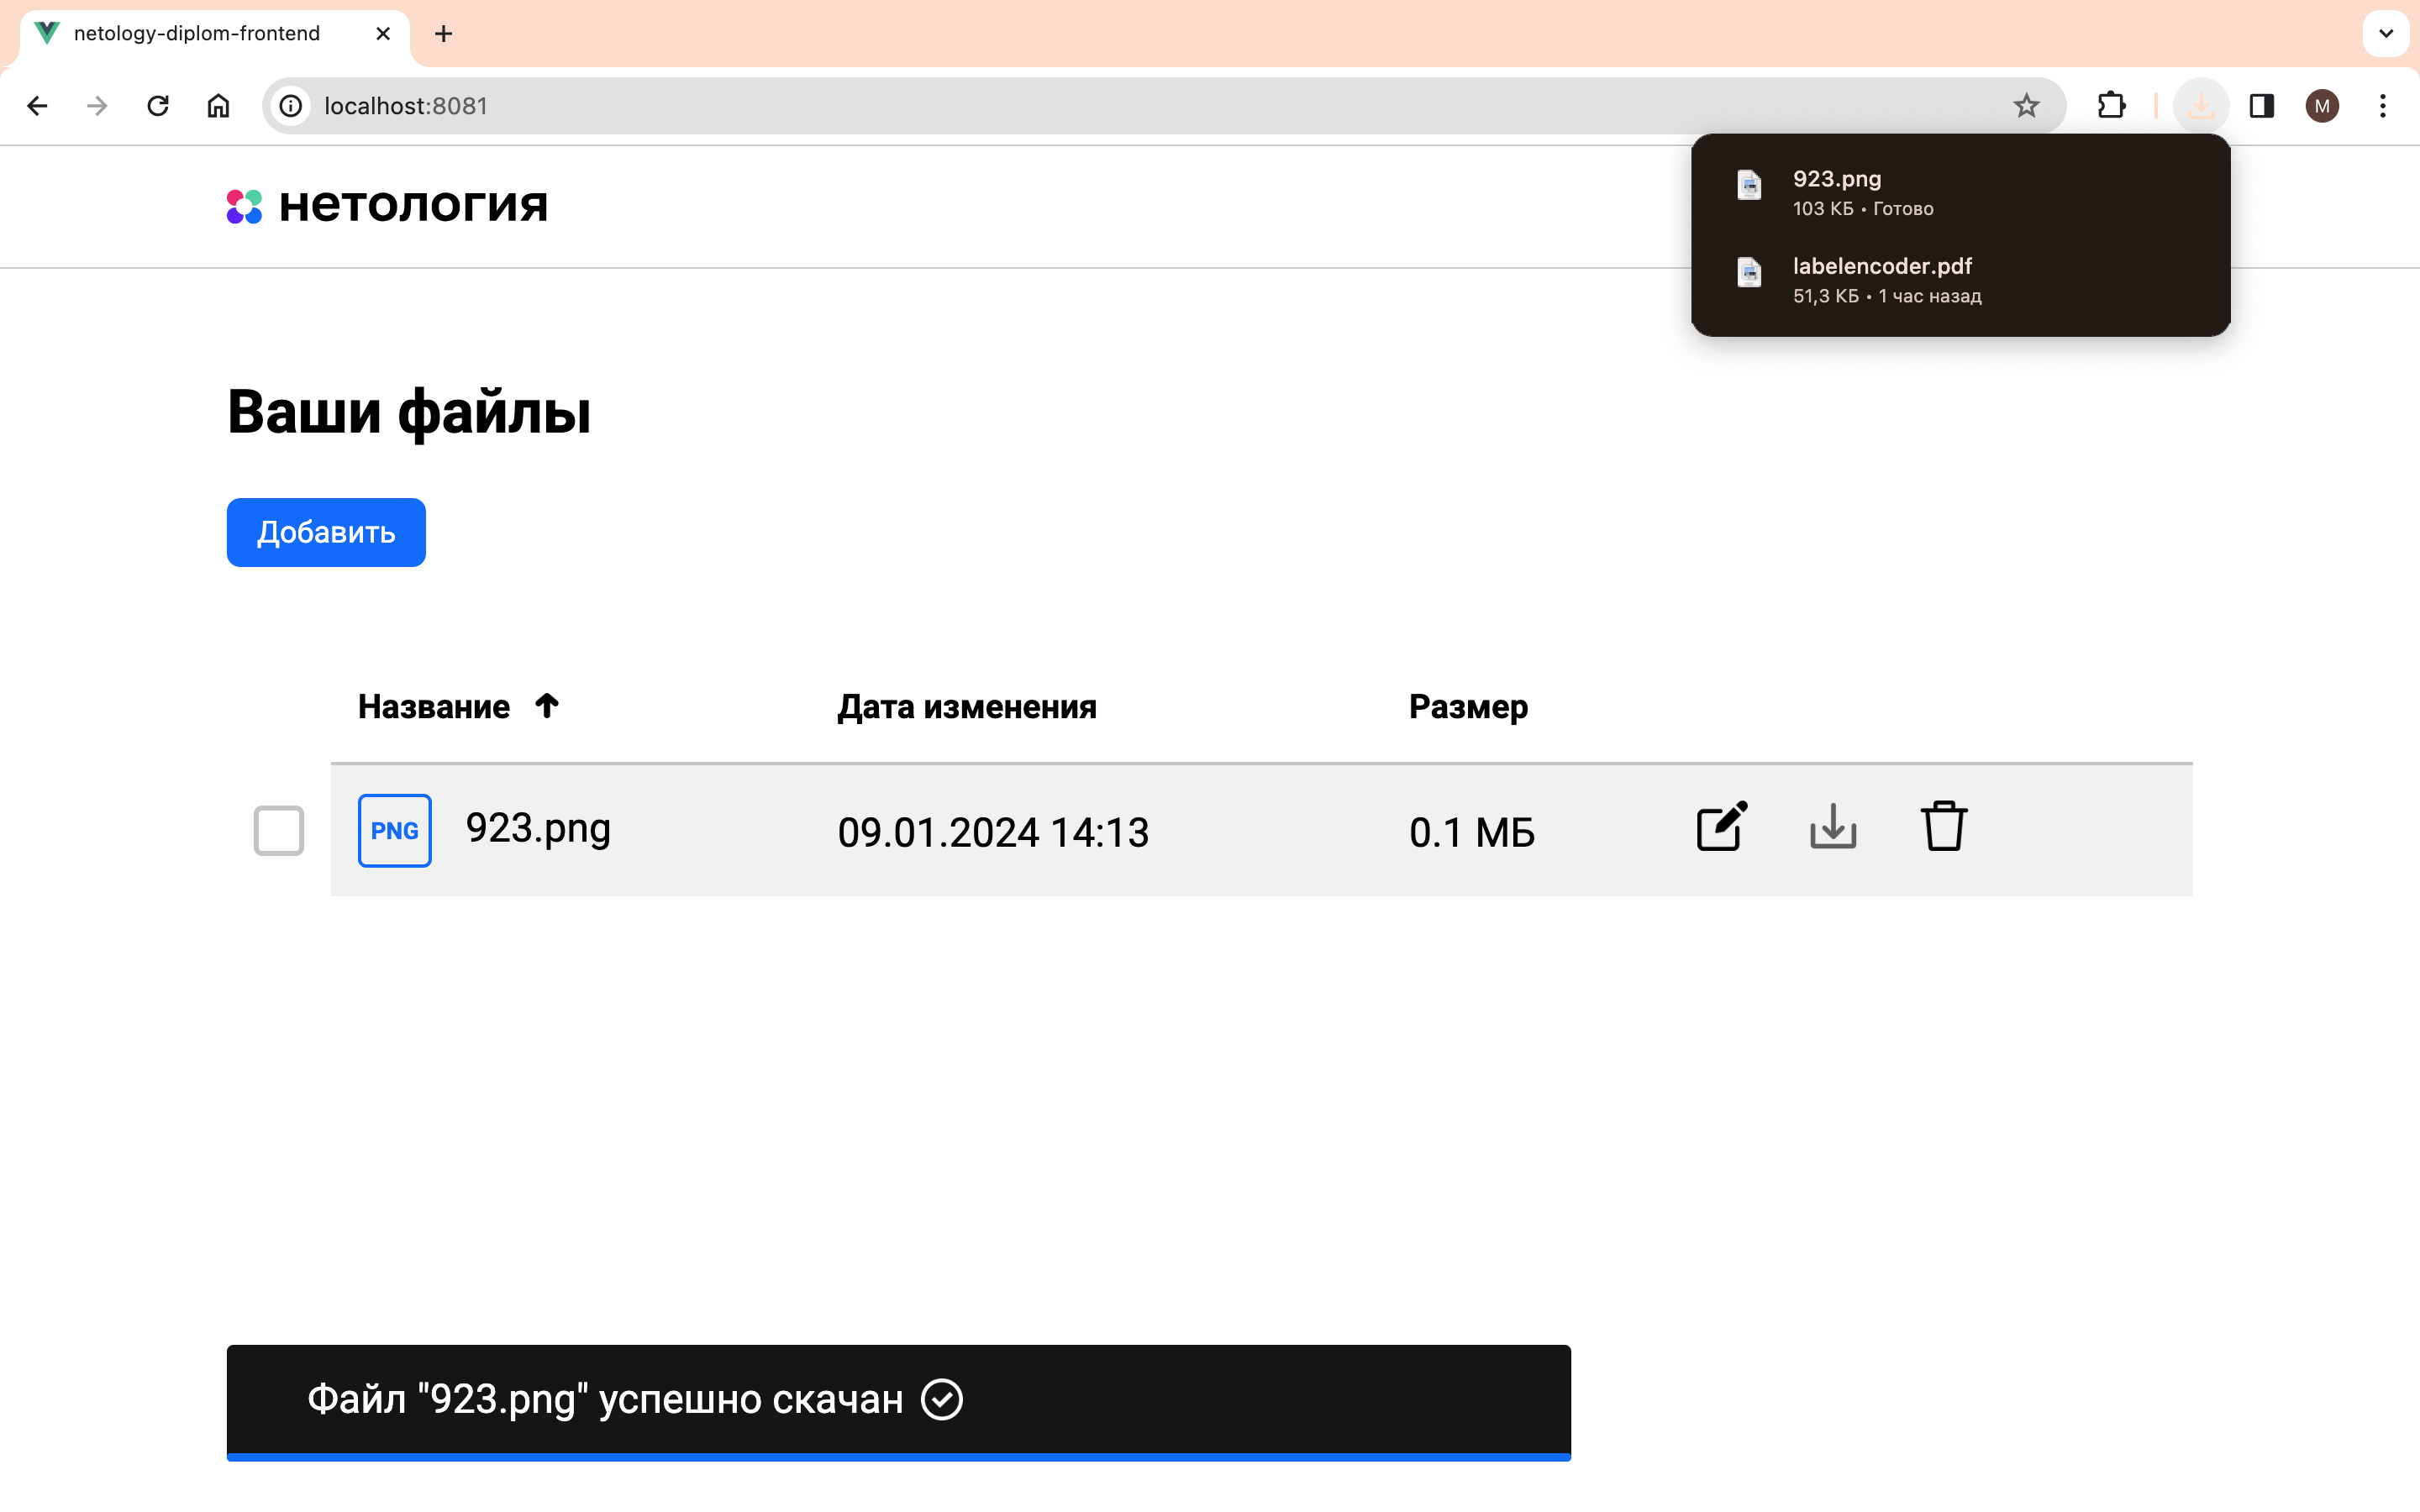 netology-diplom-frontend
localhost:8081
M
923.png
103 КБ • Готово
labelencoder.pdf
51,3 КБ • 1 час назад
нетология
Ваши файлы
Добавить
Название Дата изменения Размер
PNG 923.png 09.01.2024 14:13 0.1 МБ
Файл "923.png" успешно скачан